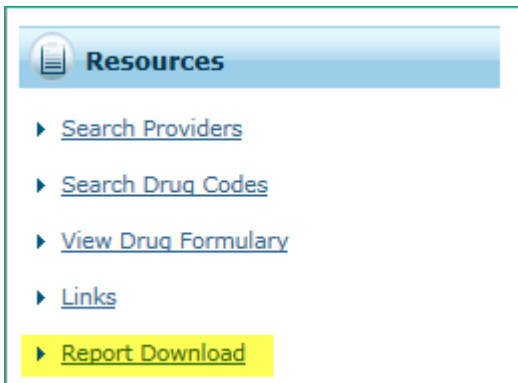 Resources
Search Providers
Search Drug Codes
View Drug Formulary
Links
Report Download